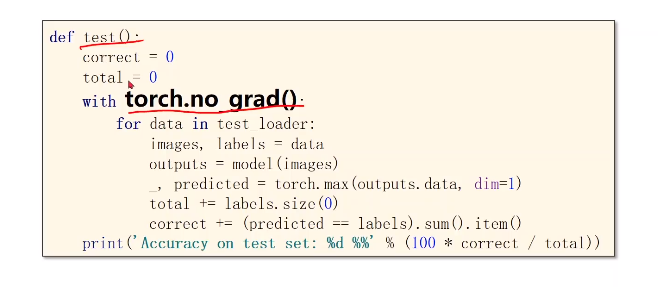 def test():
    correct = 0
    total = 0
    with torch.no_grad():
        for data in test_loader:
            images, labels = data
            outputs = model(images)
            _, predicted = torch.max(outputs.data, dim=1)
            total += labels.size(0)
            correct += (predicted == labels).sum().item()
    print('Accuracy on test set: %d %%' % (100 * correct / total))